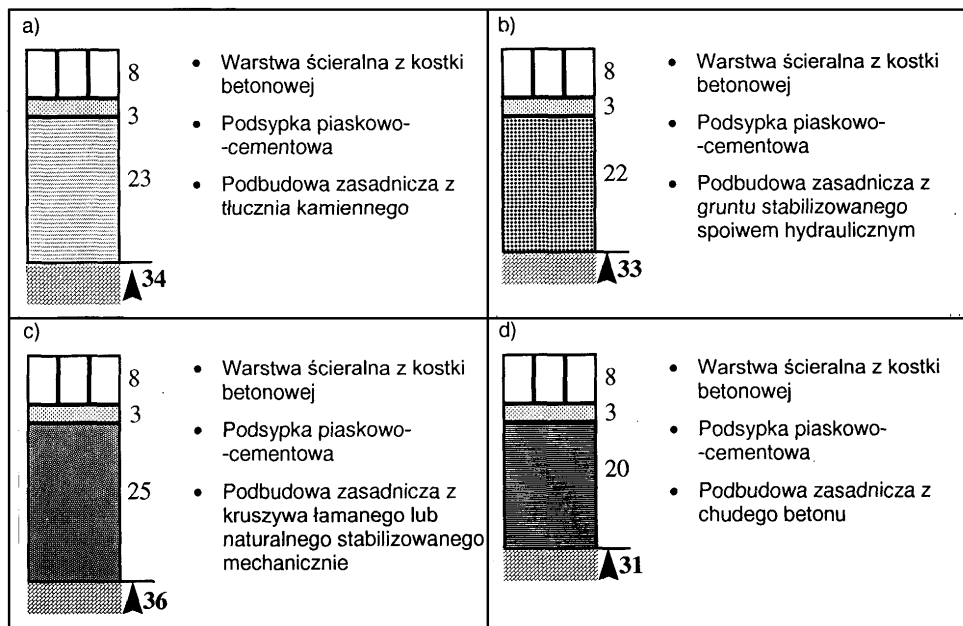 a)
8
3
23
34
• Warstwa ścieralna z kostki
betonowej
• Podsypka piaskowo-
-cementowa
• Podbudowa zasadnicza z
tłucznia kamiennego
b)
8
3
22
33
• Warstwa ścieralna z kostki
betonowej
• Podsypka piaskowo-
-cementowa
• Podbudowa zasadnicza z
gruntu stabilizowanego
spoiwem hydraulicznym
c)
8
3
25
36
• Warstwa ścieralna z kostki
betonowej
• Podsypka piaskowo-
-cementowa
• Podbudowa zasadnicza z
kruszywa łamanego lub
naturalnego stabilizowanego
mechanicznie
d)
8
3
20
31
• Warstwa ścieralna z kostki
betonowej
• Podsypka piaskowo-
-cementowa
• Podbudowa zasadnicza z
chudego betonu